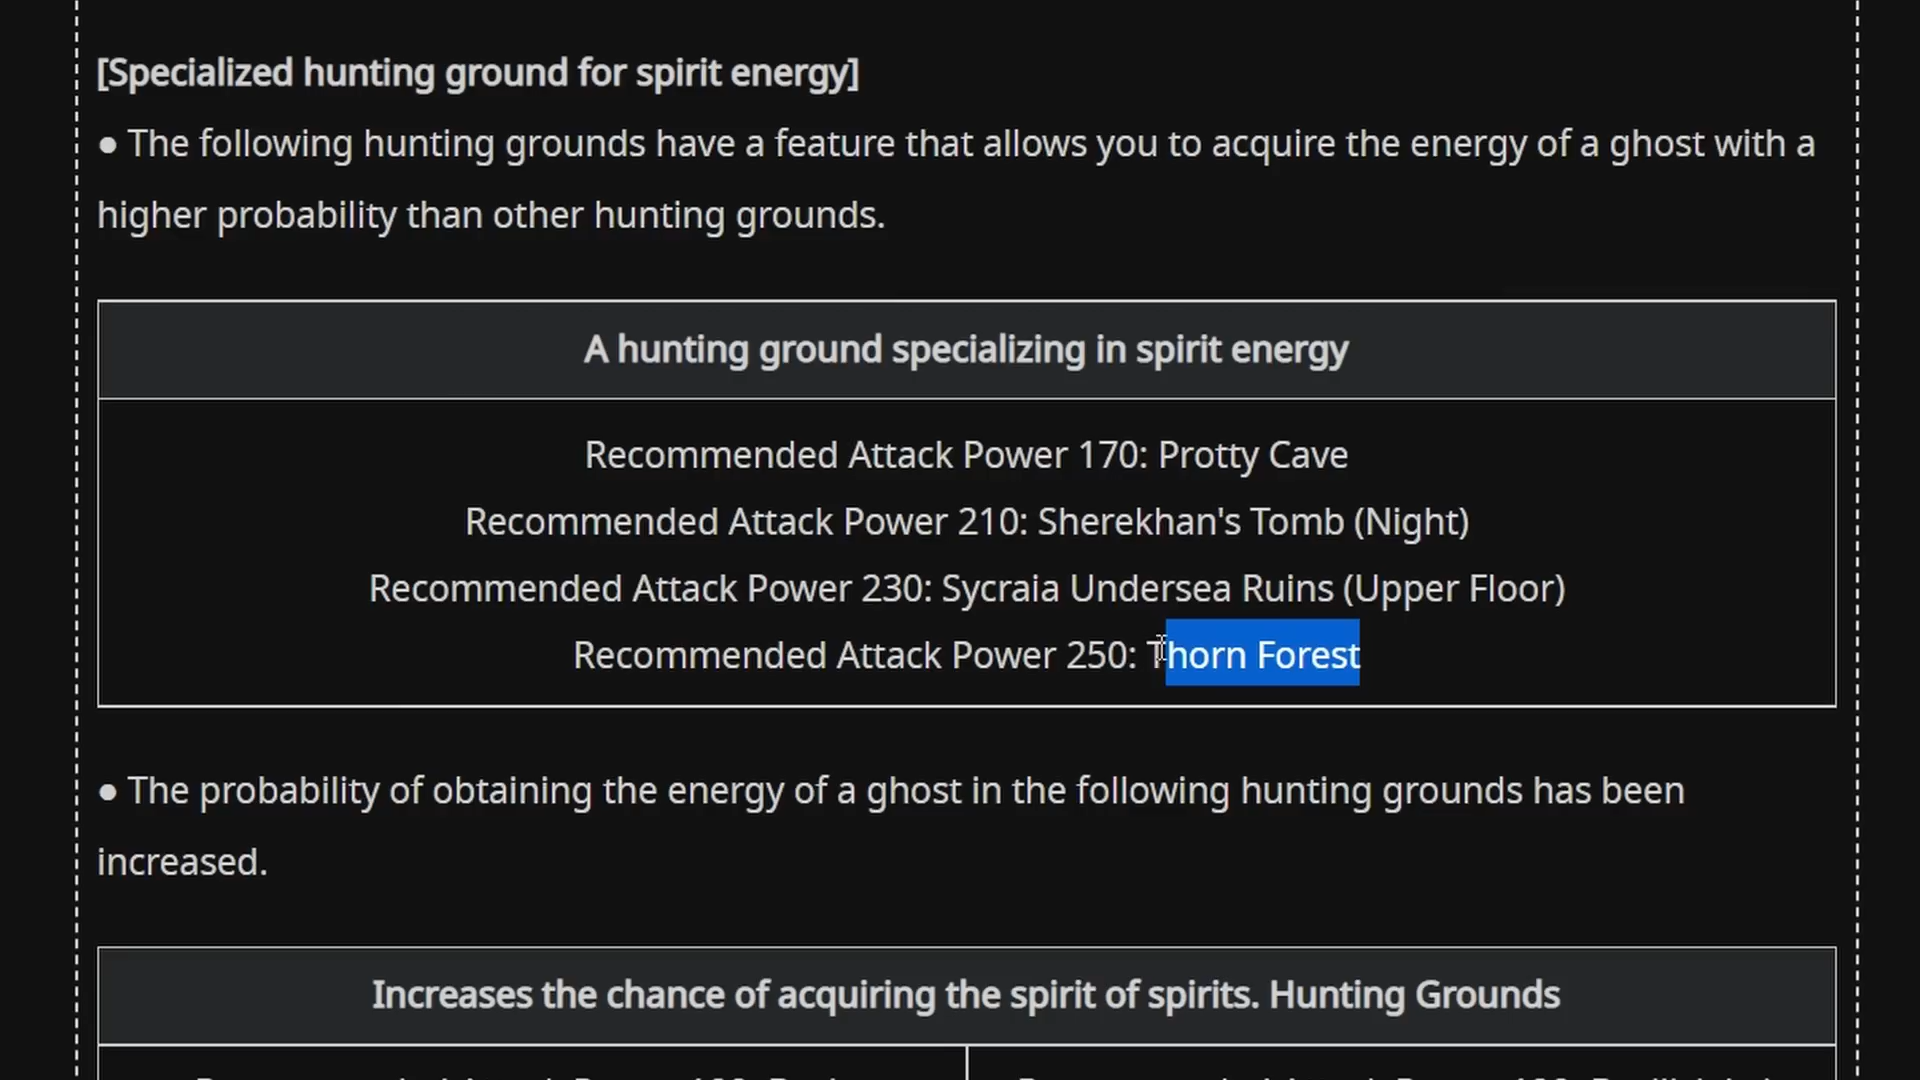 [Specialized hunting ground for spirit energy]
● The following hunting grounds have a feature that allows you to acquire the energy of a ghost with a
higher probability than other hunting grounds.
A hunting ground specializing in spirit energy
Recommended Attack Power 170: Protty Cave
Recommended Attack Power 210: Sherekhan's Tomb (Night)
Recommended Attack Power 230: Sycraia Undersea Ruins (Upper Floor)
Recommended Attack Power 250: Thorn Forest
● The probability of obtaining the energy of a ghost in the following hunting grounds has been
increased.
Increases the chance of acquiring the spirit of spirits. Hunting Grounds